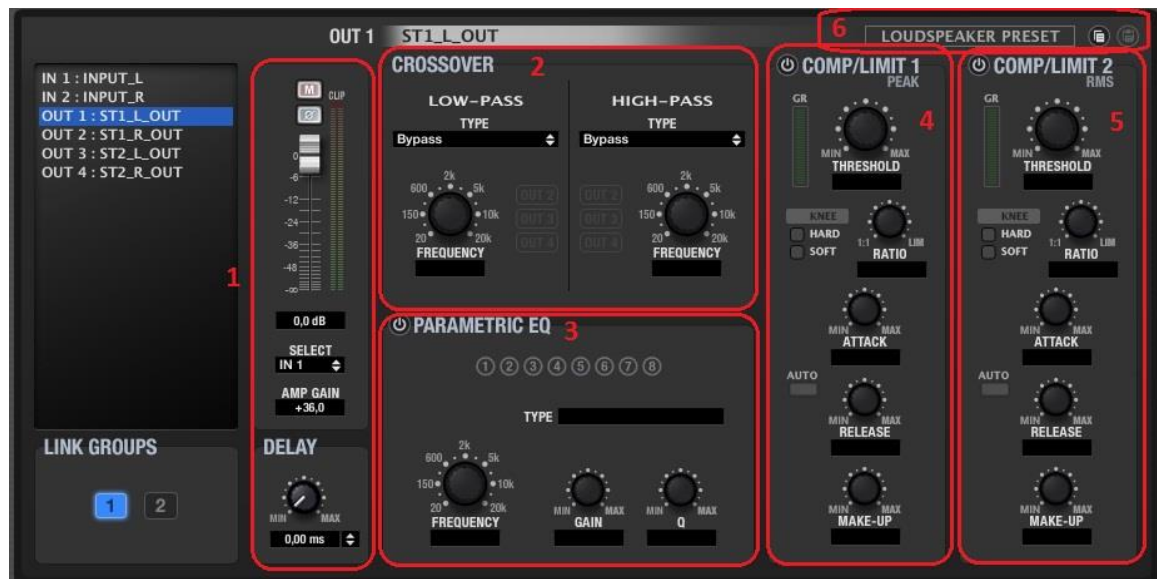 OUT 1 ST1_L_OUT 6 LOUDSPEAKER PRESET
IN 1 : INPUT_L
IN 2 : INPUT_R
OUT 1 : ST1_L_OUT
OUT 2 : ST1_R_OUT
OUT 3 : ST2_L_OUT
OUT 4 : ST2_R_OUT
LINK GROUPS
1 2
1
M CLIP
Ø
0
-6
-12
-24
-36
-48
-∞
0,0 dB
SELECT
IN 1
AMP GAIN
+36,0
DELAY
MIN MAX
0,00 ms
CROSSOVER 2
LOW-PASS
TYPE
Bypass
20 150 600 2k 5k 10k 20k
FREQUENCY
OUT 2
OUT 3
OUT 4
HIGH-PASS
TYPE
Bypass
OUT 2
OUT 3
OUT 4
20 150 600 2k 5k 10k 20k
FREQUENCY
PARAMETRIC EQ 3
1 2 3 4 5 6 7 8
TYPE
20 150 600 2k 5k 10k 20k
FREQUENCY
MIN MAX
GAIN
MIN MAX
Q
COMP/LIMIT 1
PEAK
4
GR
MIN MAX
THRESHOLD
KNEE
HARD
SOFT
1:1 LIM
RATIO
MIN MAX
ATTACK
AUTO
MIN MAX
RELEASE
MIN MAX
MAKE-UP
COMP/LIMIT 2
RMS
5
GR
MIN MAX
THRESHOLD
KNEE
HARD
SOFT
1:1 LIM
RATIO
MIN MAX
ATTACK
AUTO
MIN MAX
RELEASE
MIN MAX
MAKE-UP